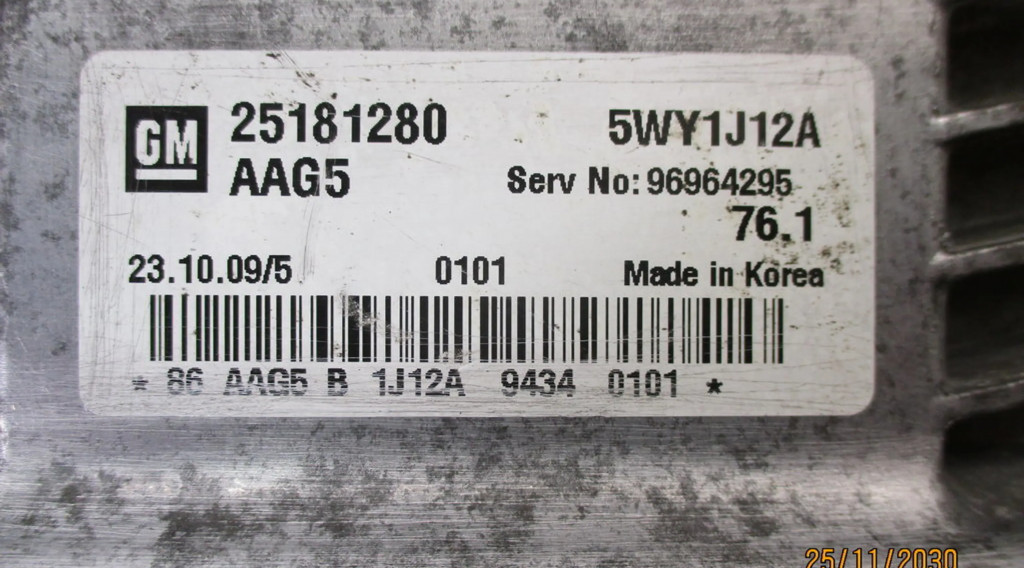 GM 25181280 5WY1J12A
AAG5 Serv No: 96964295
76.1
23.10.09/5 0101 Made in Korea
* 86 AAG5 B 1J12A 9434 0101 *
25/11/2030